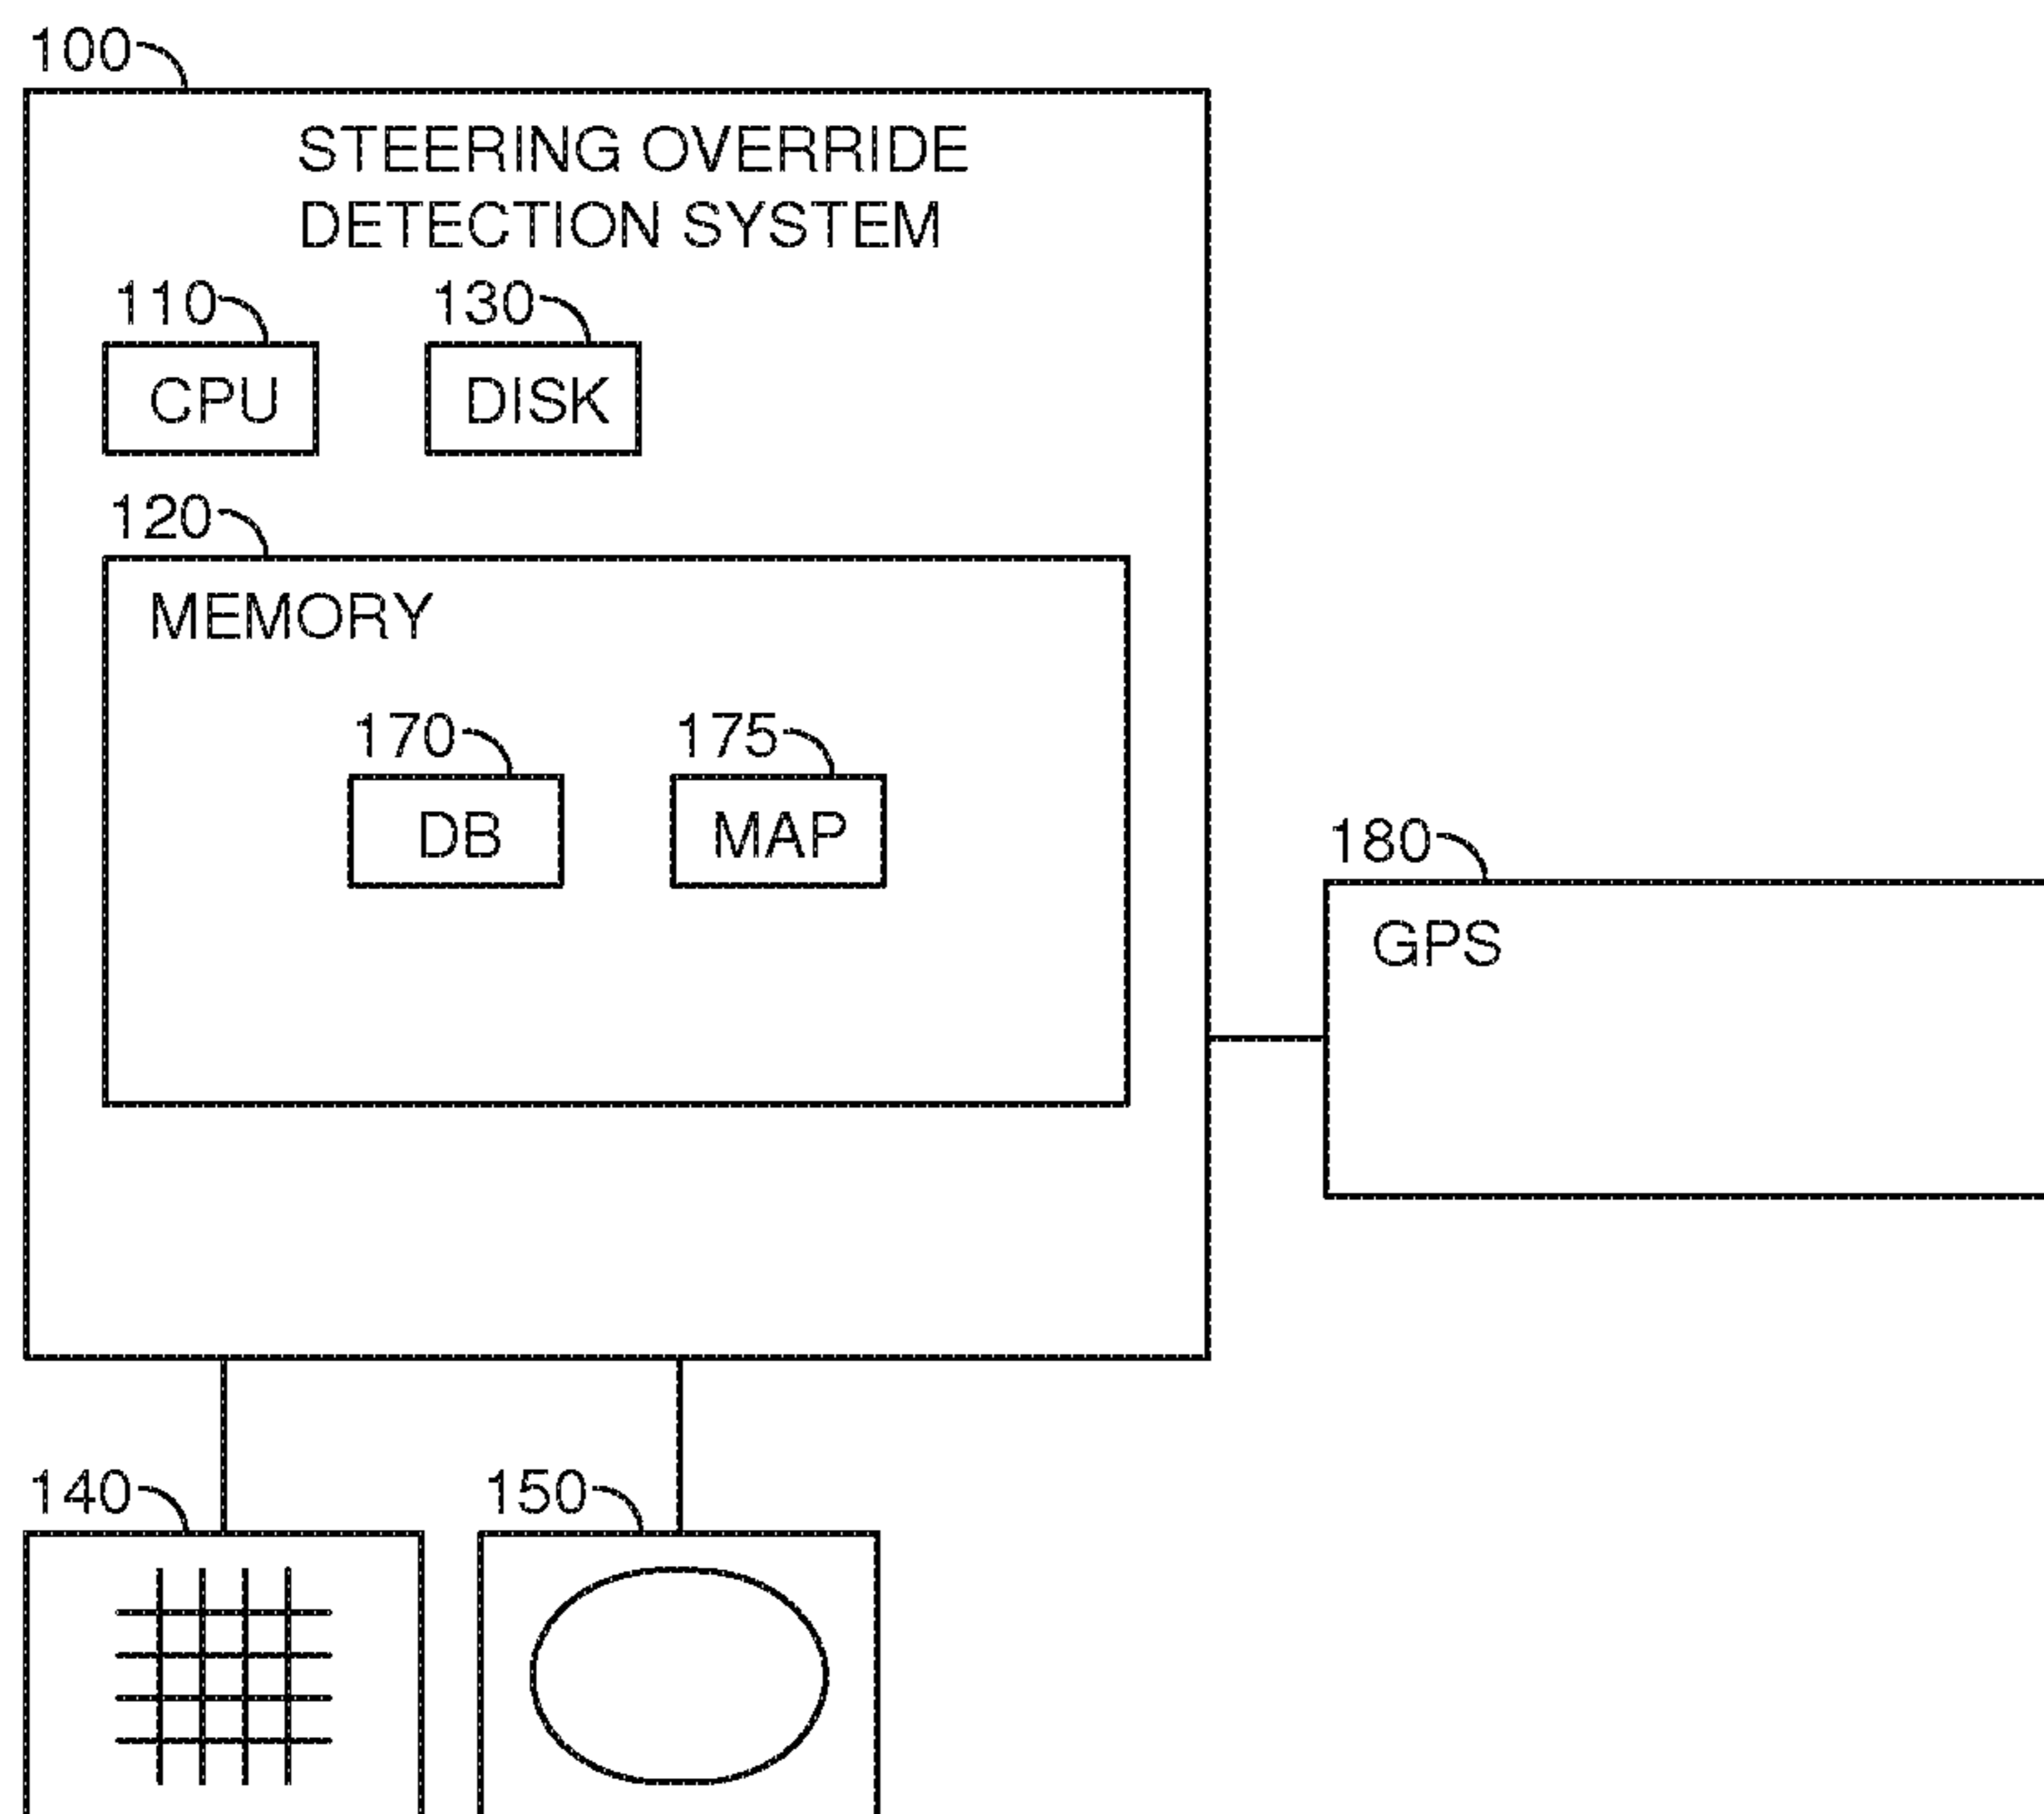 100
STEERING OVERRIDE
DETECTION SYSTEM
110
130
CPU
DISK
120
MEMORY
170
175
DB
MAP
180
GPS
140
150